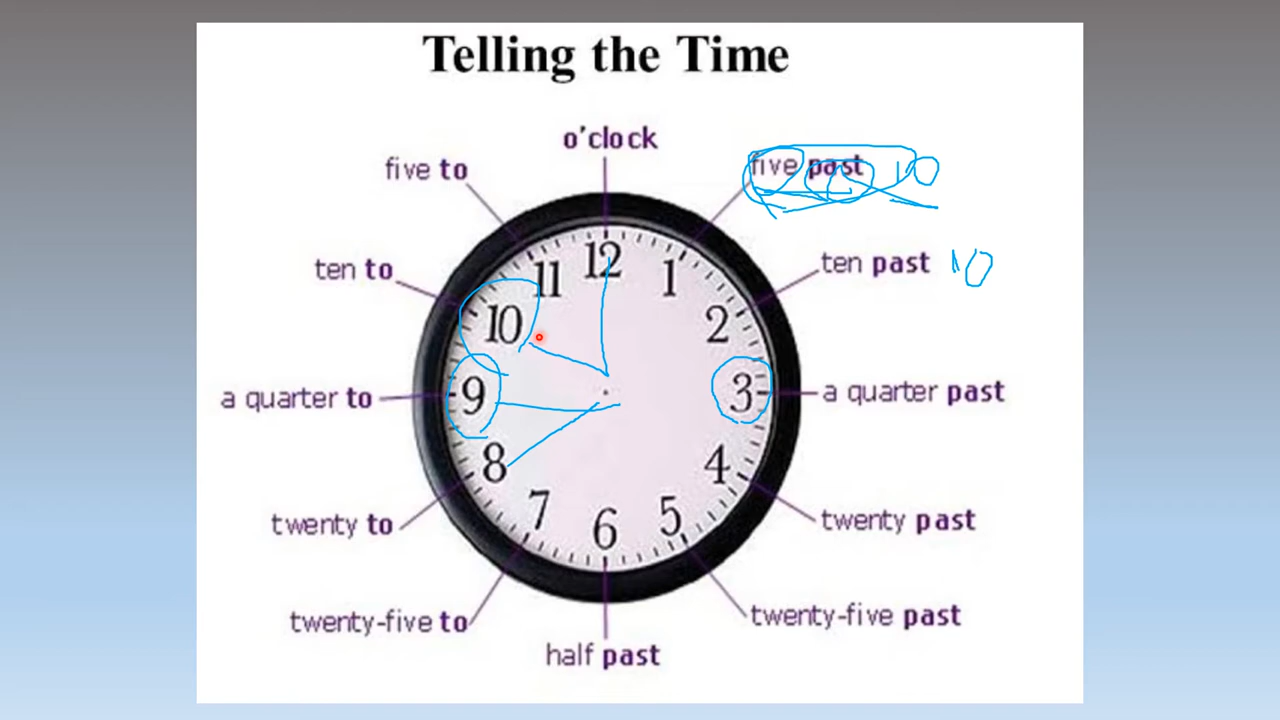 Telling the Time
o'clock
five to
five past 10
ten to
ten past 10
12
11 1
10 2
a quarter to
9 3
a quarter past
8 4
twenty to
twenty past
7 5
6
twenty-five to
twenty-five past
half past